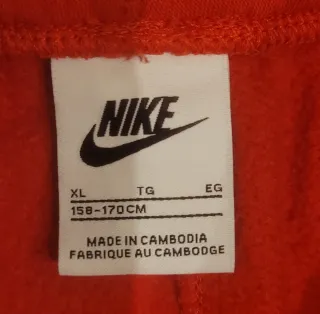 NIKE
XL TG EG
158-170CM
MADE IN CAMBODIA
FABRIQUE AU CAMBODGE